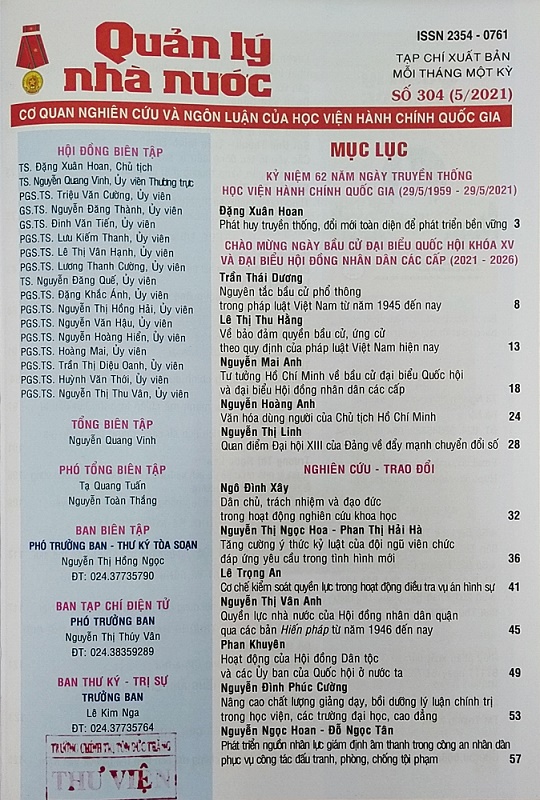 Quản lý
nhà nước
ISSN 2354 - 0761
TẠP CHÍ XUẤT BẢN
MỖI THÁNG MỘT KỲ
SỐ 304 (5/2021)
CƠ QUAN NGHIÊN CỨU VÀ NGÔN LUẬN CỦA HỌC VIỆN HÀNH CHÍNH QUỐC GIA
HỘI ĐỒNG BIÊN TẬP
TS. Đặng Xuân Hoan, Chủ tịch
TS. Nguyễn Quang Vinh, Ủy viên Thường trực
PGS.TS. Triệu Văn Cường, Ủy viên
GS.TS. Nguyễn Đăng Thành, Ủy viên
GS.TS. Đinh Văn Tiến, Ủy viên
PGS.TS. Lưu Kiếm Thanh, Ủy viên
PGS.TS. Lê Thị Vân Hạnh, Ủy viên
PGS.TS. Lương Thanh Cường, Ủy viên
TS. Nguyễn Đăng Quế, Ủy viên
PGS.TS. Đặng Khắc Ánh, Ủy viên
PGS.TS. Nguyễn Thị Hồng Hải, Ủy viên
PGS.TS. Nguyễn Văn Hậu, Ủy viên
PGS.TS. Nguyễn Hoàng Hiển, Ủy viên
PGS.TS. Hoàng Mai, Ủy viên
PGS.TS. Trần Thị Diệu Oanh, Ủy viên
PGS.TS. Huỳnh Văn Thới, Ủy viên
PGS.TS. Nguyễn Thị Thu Vân, Ủy viên
TỔNG BIÊN TẬP
Nguyễn Quang Vinh
PHÓ TỔNG BIÊN TẬP
Tạ Quang Tuấn
Nguyễn Toàn Thắng
BAN BIÊN TẬP
PHÓ TRƯỞNG BAN - THƯ KÝ TÒA SOẠN
Nguyễn Thị Hồng Ngọc
ĐT: 024.37735790
BAN TẠP CHÍ ĐIỆN TỬ
PHÓ TRƯỞNG BAN
Nguyễn Thị Thúy Vân
ĐT: 024.38359289
BAN THƯ KÝ - TRỊ SỰ
TRƯỞNG BAN
Lê Kim Nga
ĐT: 024.37735764
TRƯỜNG CHÍNH TRỊ TÔN ĐỨC THẮNG
THƯ VIỆN
MỤC LỤC
KỶ NIỆM 62 NĂM NGÀY TRUYỀN THỐNG
HỌC VIỆN HÀNH CHÍNH QUỐC GIA (29/5/1959 - 29/5/2021)
Đặng Xuân Hoan
Phát huy truyền thống, đổi mới toàn diện để phát triển bền vững 3
CHÀO MỪNG NGÀY BẦU CỬ ĐẠI BIỂU QUỐC HỘI KHÓA XV
VÀ ĐẠI BIỂU HỘI ĐỒNG NHÂN DÂN CÁC CẤP (2021 - 2026)
Trần Thái Dương
Nguyên tắc bầu cử phổ thông
trong pháp luật Việt Nam từ năm 1945 đến nay 8
Lê Thị Thu Hằng
Về bảo đảm quyền bầu cử, ứng cử
theo quy định của pháp luật Việt Nam hiện nay 13
Nguyễn Mai Anh
Tư tưởng Hồ Chí Minh về bầu cử đại biểu Quốc hội
và đại biểu Hội đồng nhân dân các cấp 18
Nguyễn Hoàng Anh
Văn hóa dùng người của Chủ tịch Hồ Chí Minh 24
Nguyễn Thị Linh
Quan điểm Đại hội XIII của Đảng về đẩy mạnh chuyển đổi số 28
NGHIÊN CỨU - TRAO ĐỔI
Ngô Đình Xây
Dân chủ, trách nhiệm và đạo đức
trong hoạt động nghiên cứu khoa học 32
Nguyễn Thị Ngọc Hoa - Phan Thị Hải Hà
Tăng cường ý thức kỷ luật của đội ngũ viên chức
đáp ứng yêu cầu trong tình hình mới 36
Lê Trọng An
Cơ chế kiểm soát quyền lực trong hoạt động điều tra vụ án hình sự 41
Nguyễn Thị Vân Anh
Quyền lực nhà nước của Hội đồng nhân dân quận
qua các bản Hiến pháp từ năm 1946 đến nay 45
Phan Khuyên
Hoạt động của Hội đồng Dân tộc
và các Ủy ban của Quốc hội ở nước ta 49
Nguyễn Đình Phúc Cường
Nâng cao chất lượng giảng dạy, bồi dưỡng lý luận chính trị
trong học viện, các trường đại học, cao đẳng 53
Nguyễn Ngọc Hoan - Đỗ Ngọc Tân
Phát triển nguồn nhân lực giám định âm thanh trong công an nhân dân
phục vụ công tác đấu tranh, phòng, chống tội phạm 57